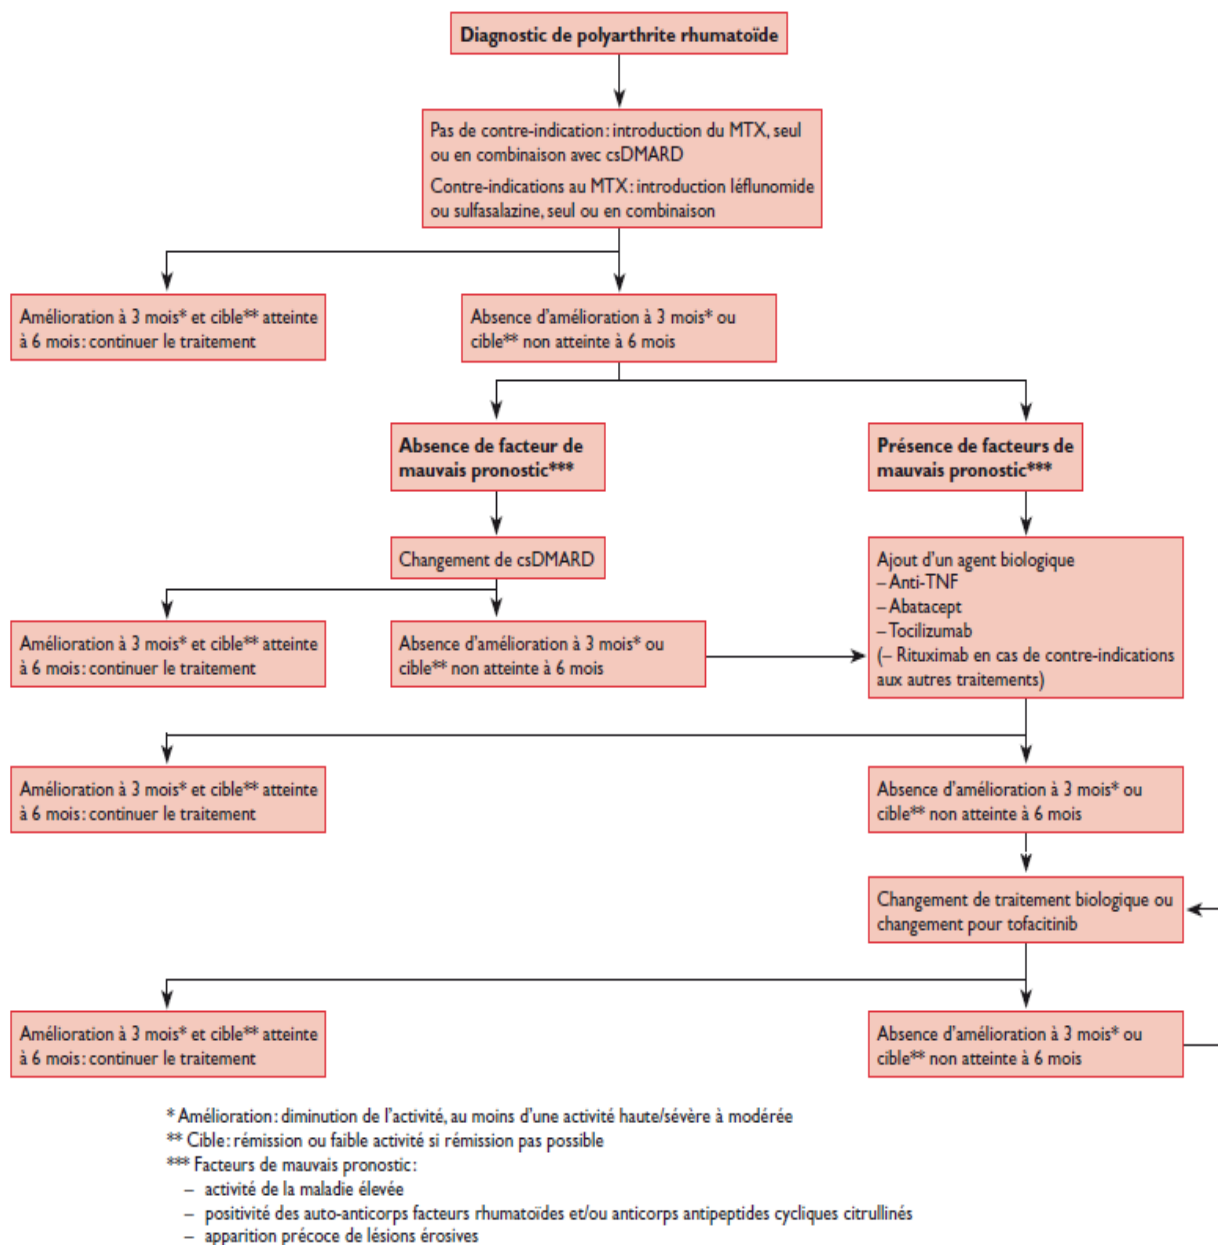 Diagnostic de polyarthrite rhumatoïde
Pas de contre-indication : introduction du MTX, seul
ou en combinaison avec csDMARD
Contre-indications au MTX : introduction léflunomide
ou sulfasalazine, seul ou en combinaison
Amélioration à 3 mois* et cible** atteinte
à 6 mois : continuer le traitement
Absence d'amélioration à 3 mois* ou
cible** non atteinte à 6 mois
Absence de facteur de
mauvais pronostic***
Présence de facteurs de
mauvais pronostic***
Changement de csDMARD
Ajout d'un agent biologique
– Anti-TNF
– Abatacept
– Tocilizumab
(– Rituximab en cas de contre-indications
aux autres traitements)
Amélioration à 3 mois* et cible** atteinte
à 6 mois : continuer le traitement
Absence d'amélioration à 3 mois* ou
cible** non atteinte à 6 mois
Amélioration à 3 mois* et cible** atteinte
à 6 mois : continuer le traitement
Absence d'amélioration à 3 mois* ou
cible** non atteinte à 6 mois
Changement de traitement biologique ou
changement pour tofacitinib
Amélioration à 3 mois* et cible** atteinte
à 6 mois : continuer le traitement
Absence d'amélioration à 3 mois* ou
cible** non atteinte à 6 mois
* Amélioration : diminution de l'activité, au moins d'une activité haute/sévère à modérée
** Cible : rémission ou faible activité si rémission pas possible
*** Facteurs de mauvais pronostic :
– activité de la maladie élevée
– positivité des auto-anticorps facteurs rhumatoïdes et/ou anticorps antipeptides cycliques citrullinés
– apparition précoce de lésions érosives